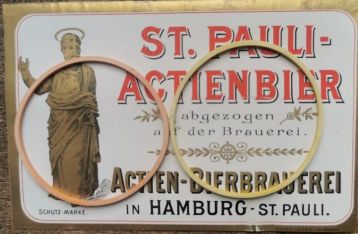 ST. PAULI-
ACTIENBIER
abgezogen
auf der Brauerei.
ACTIEN-BIERBRAUEREI
IN HAMBURG-ST. PAULI.
SCHUTZ-MARKE.